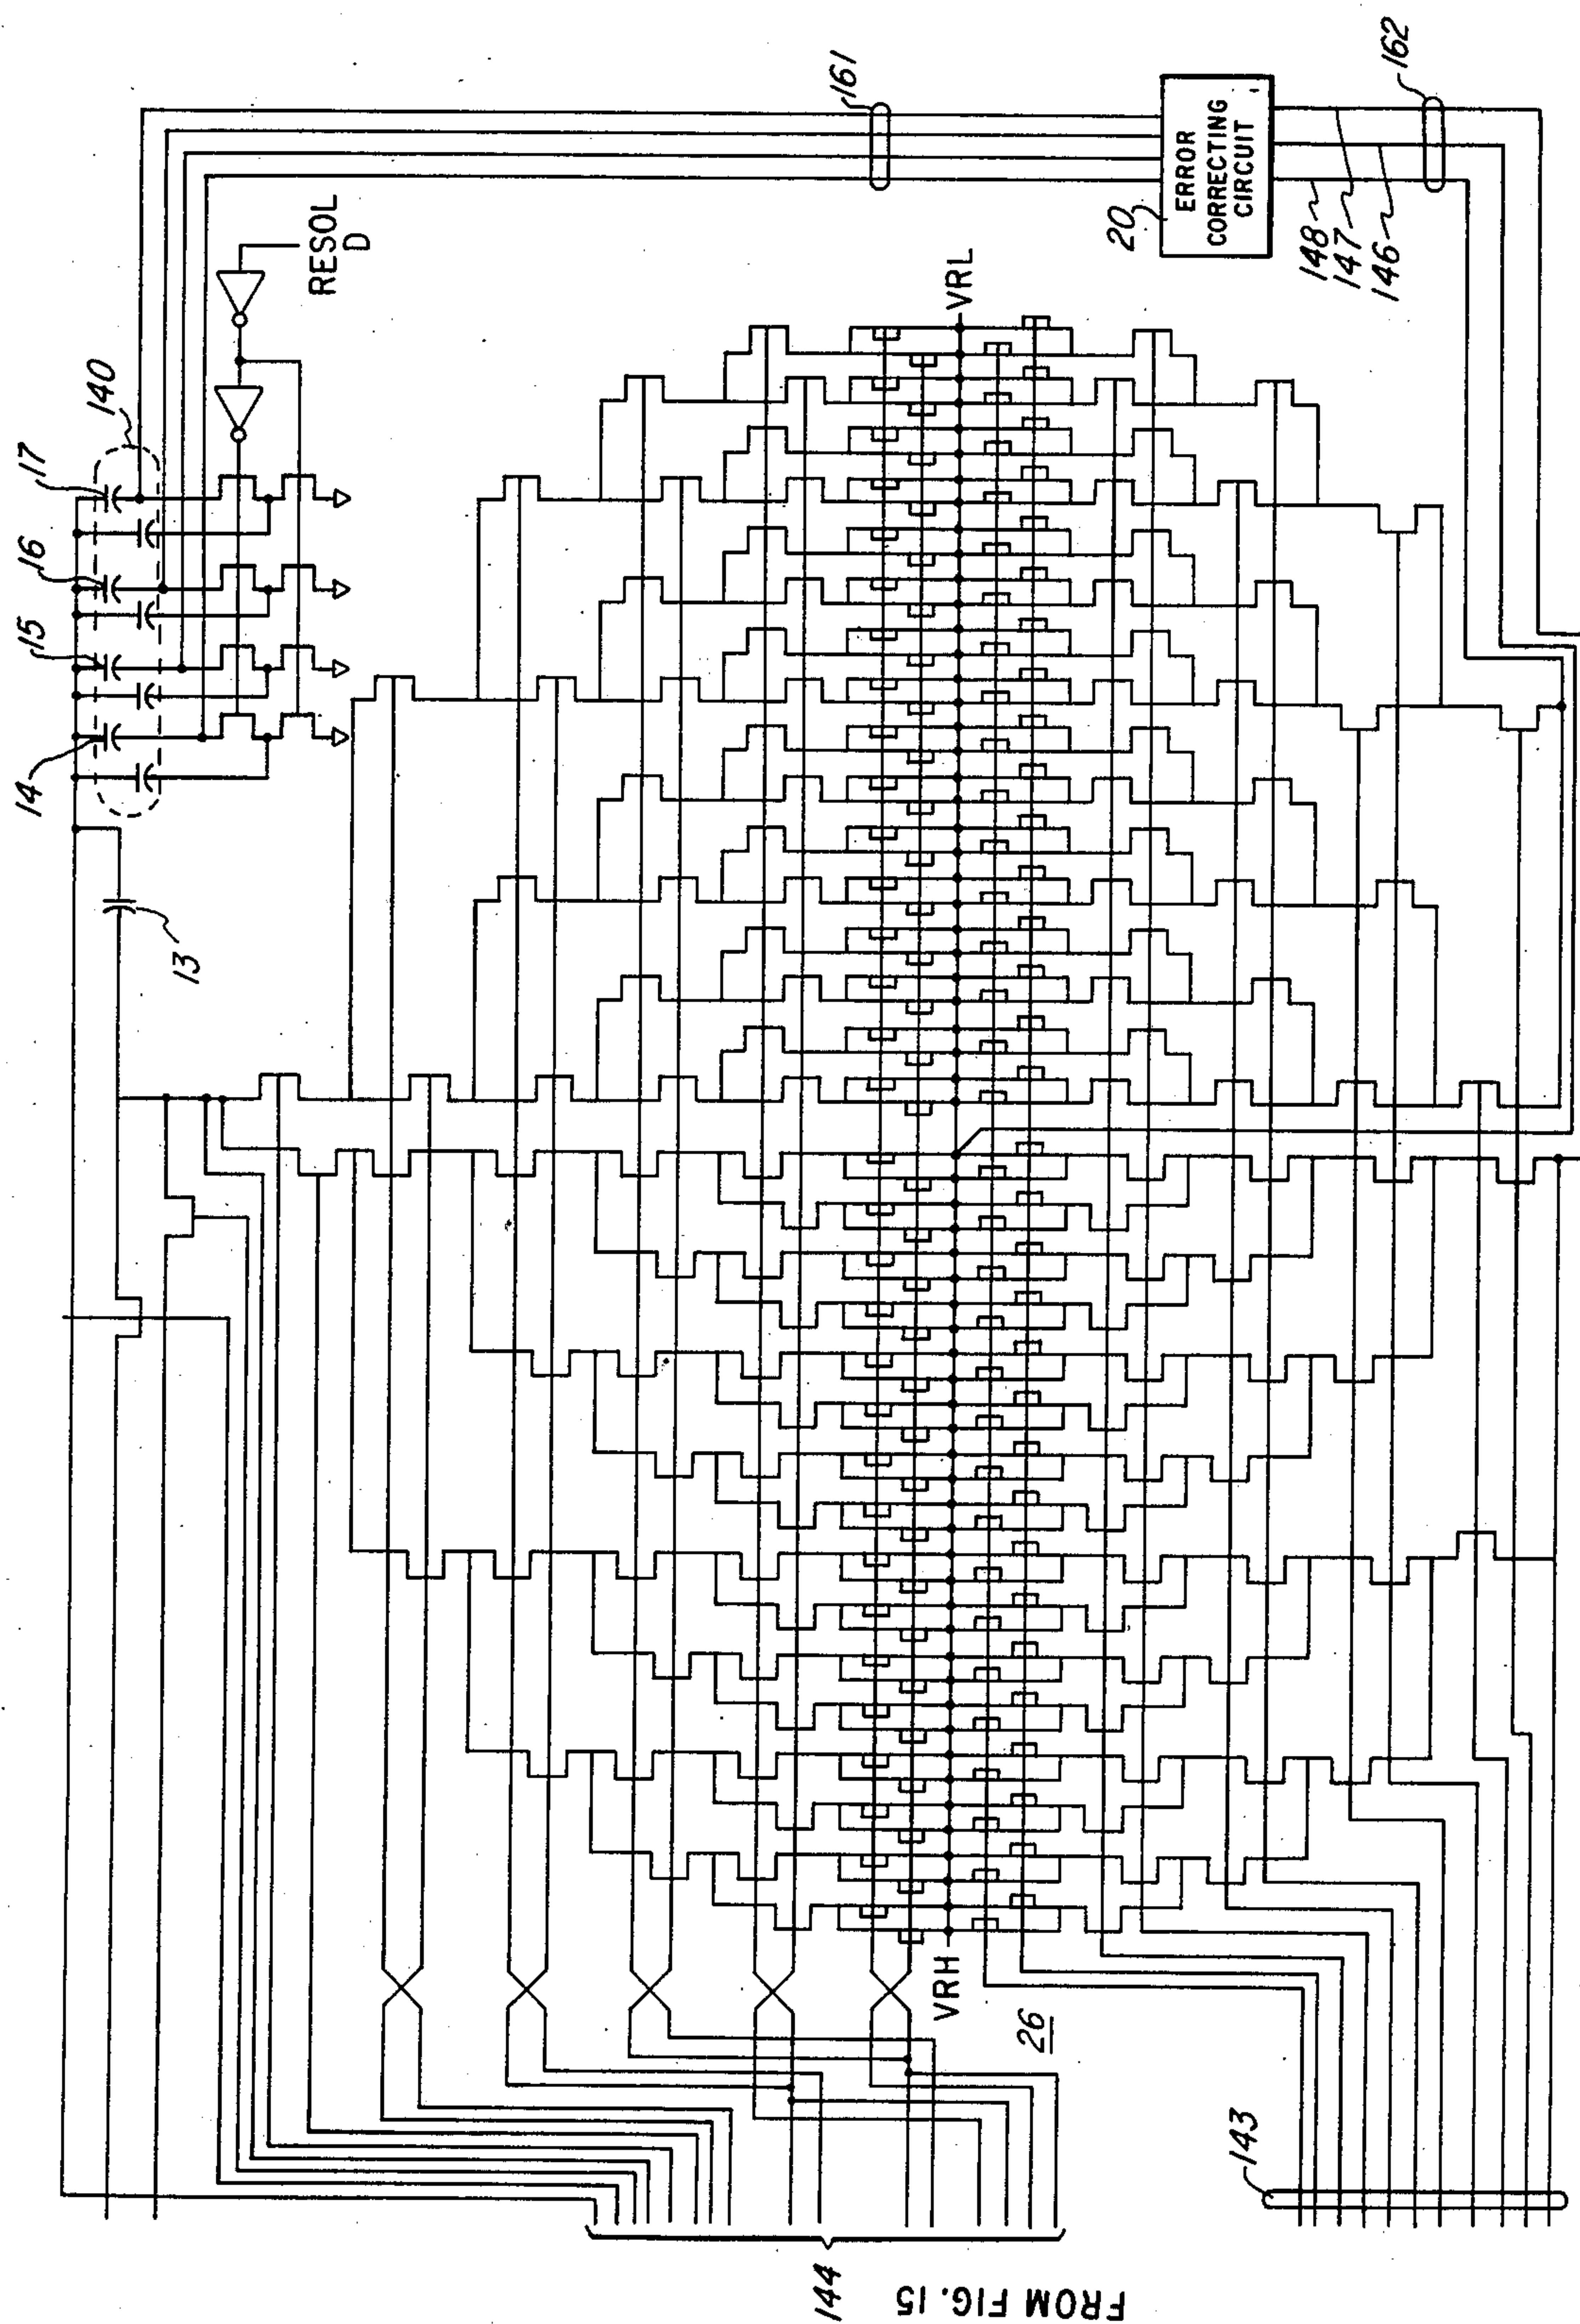 17
140
16
15
14
13
RESOL
D
161
20
ERROR
CORRECTING
CIRCUIT
148
147
146
162
VRL
VRH
26
143
144
FROM FIG. 15